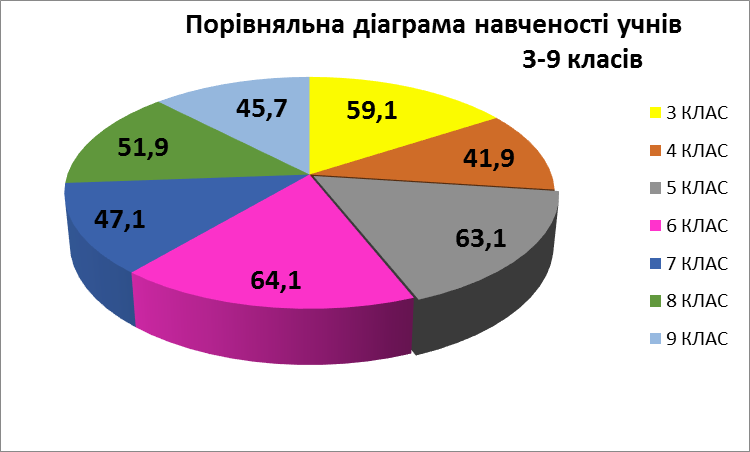 Порівняльна діаграма навченості учнів
3-9 класів
59,1
41,9
63,1
64,1
47,1
51,9
45,7
3 КЛАС
4 КЛАС
5 КЛАС
6 КЛАС
7 КЛАС
8 КЛАС
9 КЛАС